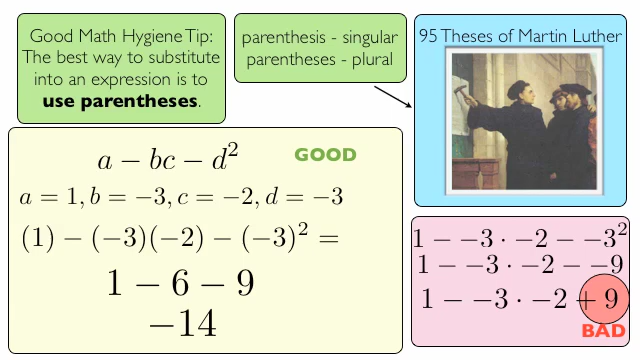 Good Math Hygiene Tip:
The best way to substitute
into an expression is to
use parentheses.
parenthesis - singular
parentheses - plural
95 Theses of Martin Luther
a − bc − d²
GOOD
a = 1, b = −3, c = −2, d = −3
(1) − (−3)(−2) − (−3)² =
1 − 6 − 9
−14
1 − −3 · −2 − −3²
1 − −3 · −2 − −9
1 − −3 · −2 + 9
BAD